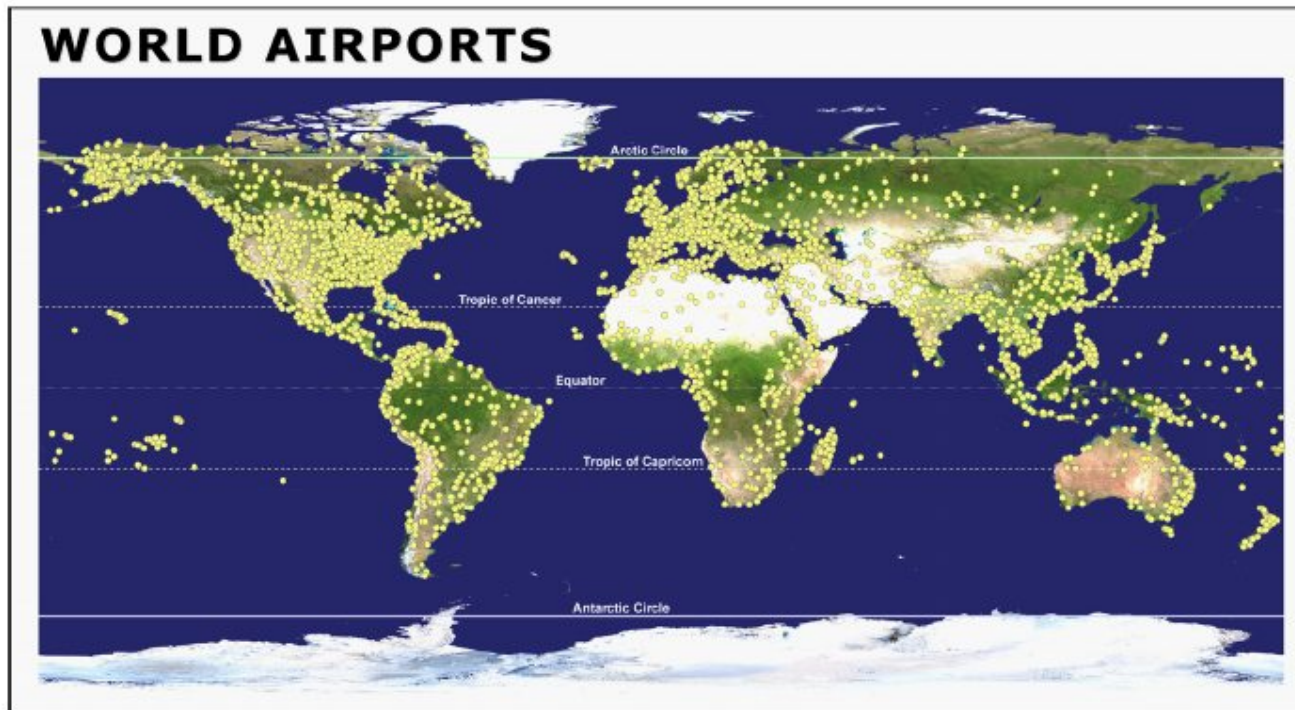 WORLD AIRPORTS
Arctic Circle
Tropic of Cancer
Equator
Tropic of Capricorn
Antarctic Circle